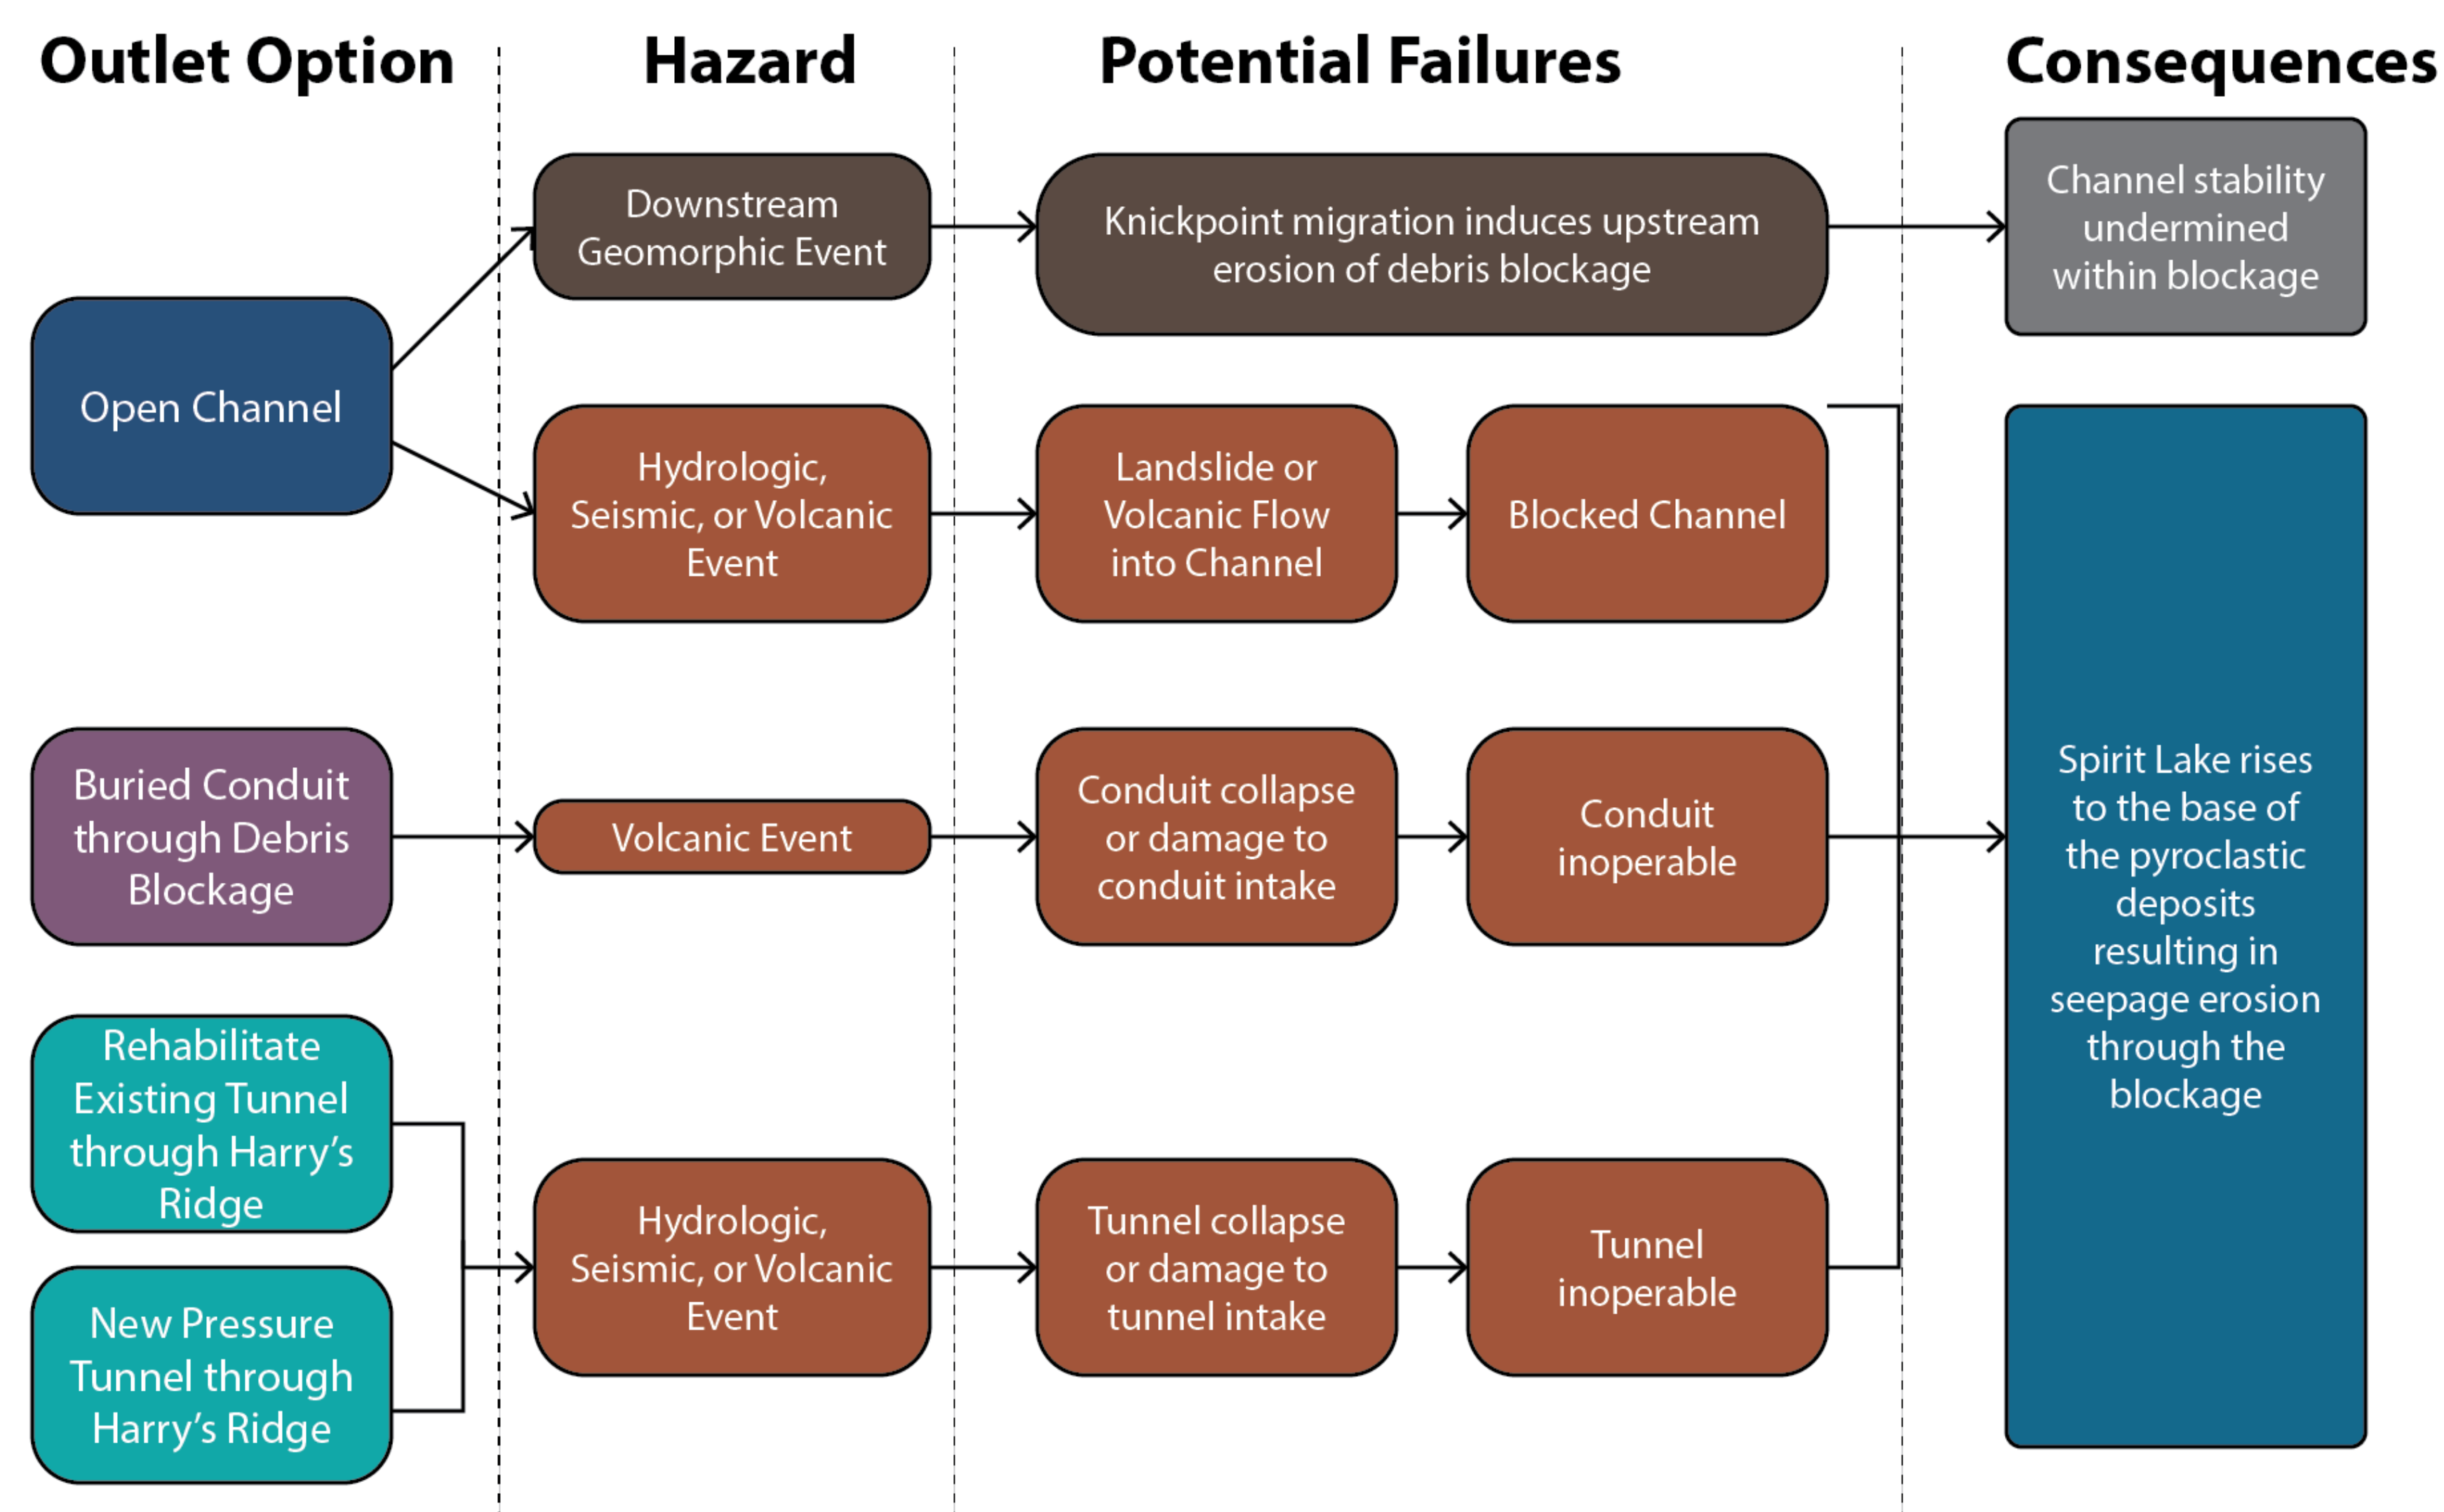 Outlet Option
Hazard
Potential Failures
Consequences
Open Channel
Downstream
Geomorphic Event
Knickpoint migration induces upstream
erosion of debris blockage
Channel stability
undermined
within blockage
Hydrologic,
Seismic, or Volcanic
Event
Landslide or
Volcanic Flow
into Channel
Blocked Channel
Buried Conduit
through Debris
Blockage
Volcanic Event
Conduit collapse
or damage to
conduit intake
Conduit
inoperable
Spirit Lake rises
to the base of
the pyroclastic
deposits
resulting in
seepage erosion
through the
blockage
Rehabilitate
Existing Tunnel
through Harry’s
Ridge
New Pressure
Tunnel through
Harry’s Ridge
Hydrologic,
Seismic, or Volcanic
Event
Tunnel collapse
or damage to
tunnel intake
Tunnel
inoperable